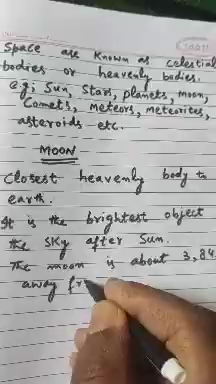 Space are known as celestial
bodies or heavenly bodies.
e.g; Sun, Stars, planets, moon,
Comets, meteors, meteorites,
asteroids etc.
MOON
Closest heavenly body to
earth.
It is the brightest object
the sky after Sun.
The moon is about 3,84
away fr